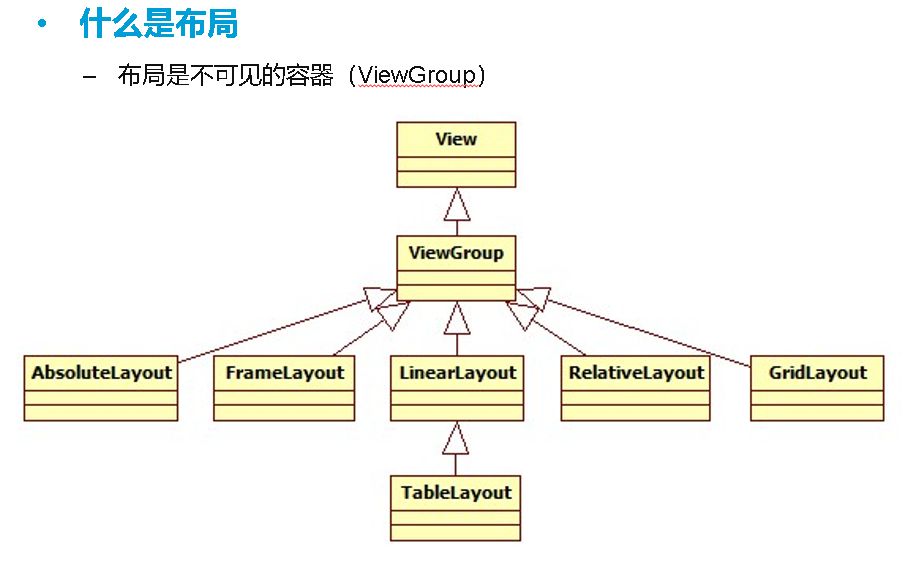 • 什么是布局
– 布局是不可见的容器（ViewGroup）
View
ViewGroup
AbsoluteLayout
FrameLayout
LinearLayout
RelativeLayout
GridLayout
TableLayout